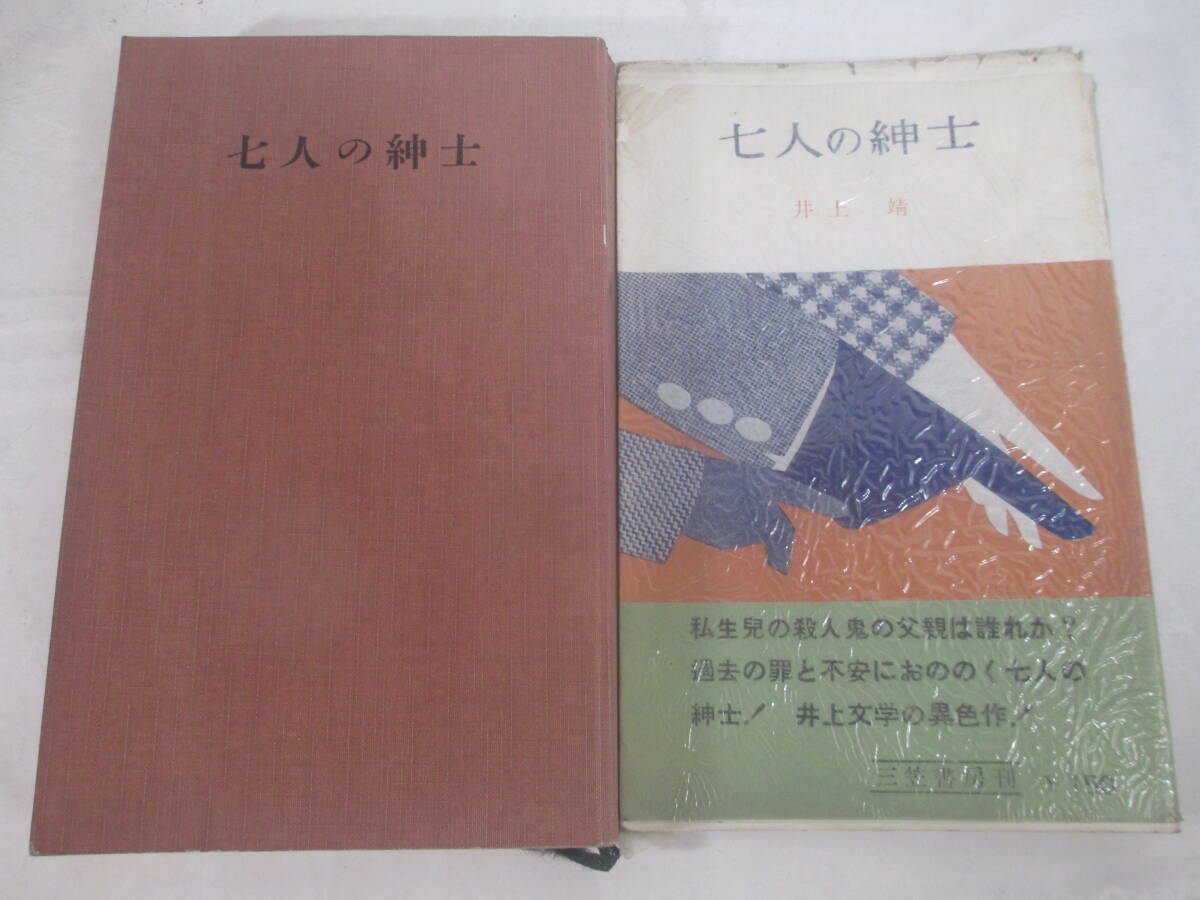 七人の紳士
七人の紳士
井上 靖
私生兒の殺人鬼の父親は誰れか?
過去の罪と不安におののく七人の
紳士! 井上文学の異色作!
三笠書房刊